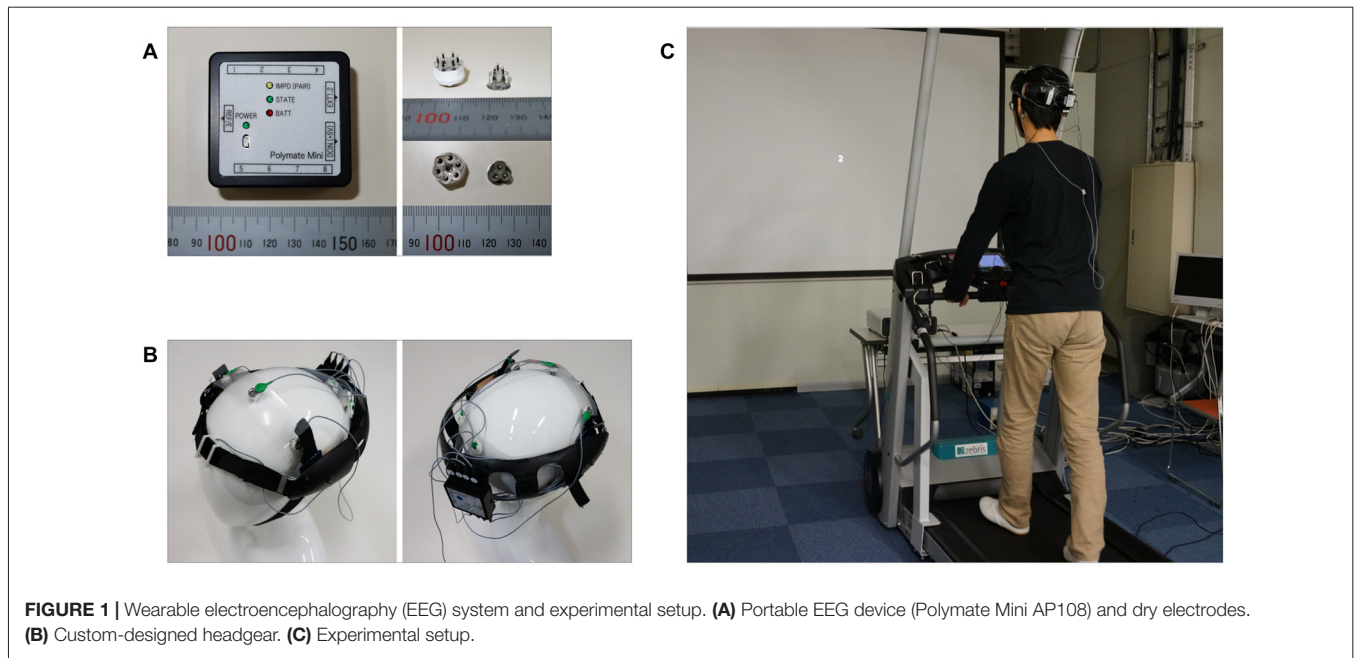 A
1 2 3 4
IMPD (PAIR)
STATE
BATT
REF/E
EXT1,2
POWER
Polymate Mini
5 6 7 8
80 90 100 110 120 130 140 150 160
100 110 120 130 140
90 100 110 120 130 140
B
C
2
zebris
FIGURE 1 | Wearable electroencephalography (EEG) system and experimental setup. (A) Portable EEG device (Polymate Mini AP108) and dry electrodes.
(B) Custom-designed headgear. (C) Experimental setup.